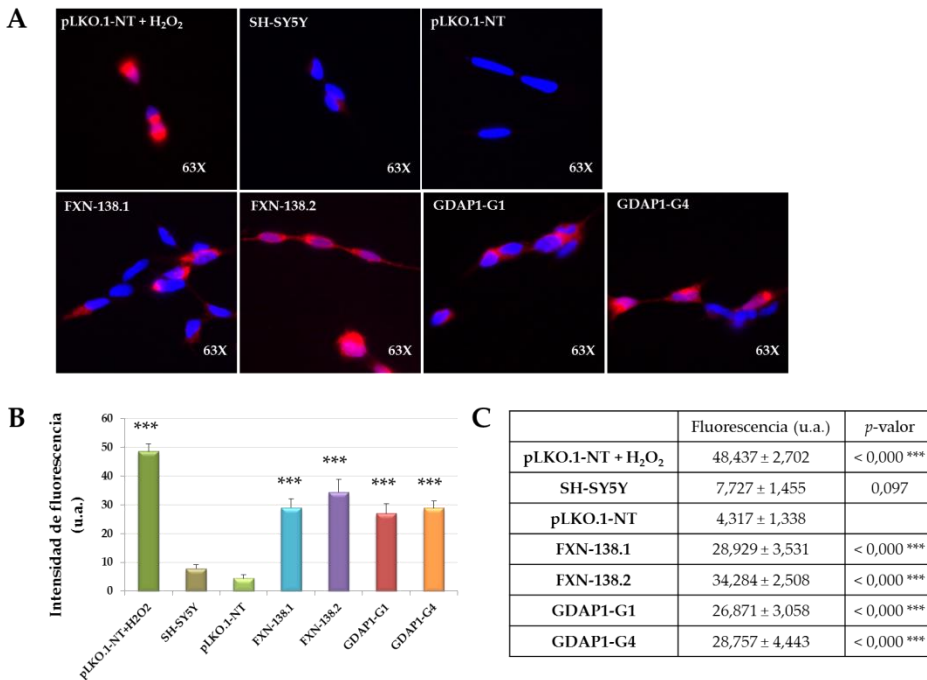 A
pLKO.1-NT + H₂O₂
SH-SY5Y
pLKO.1-NT
63X
63X
63X
FXN-138.1
FXN-138.2
GDAP1-G1
GDAP1-G4
63X
63X
63X
63X
B
Intensidad de fluorescencia
(u.a.)
60
50
40
30
20
10
0
***
***
***
***
***
pLKO.1-NT+H2O2
SH-SY5Y
pLKO.1-NT
FXN-138.1
FXN-138.2
GDAP1-G1
GDAP1-G4
C
Fluorescencia (u.a.) p-valor
pLKO.1-NT + H₂O₂ 48,437 ± 2,702 < 0,000 ***
SH-SY5Y 7,727 ± 1,455 0,097
pLKO.1-NT 4,317 ± 1,338
FXN-138.1 28,929 ± 3,531 < 0,000 ***
FXN-138.2 34,284 ± 2,508 < 0,000 ***
GDAP1-G1 26,871 ± 3,058 < 0,000 ***
GDAP1-G4 28,757 ± 4,443 < 0,000 ***